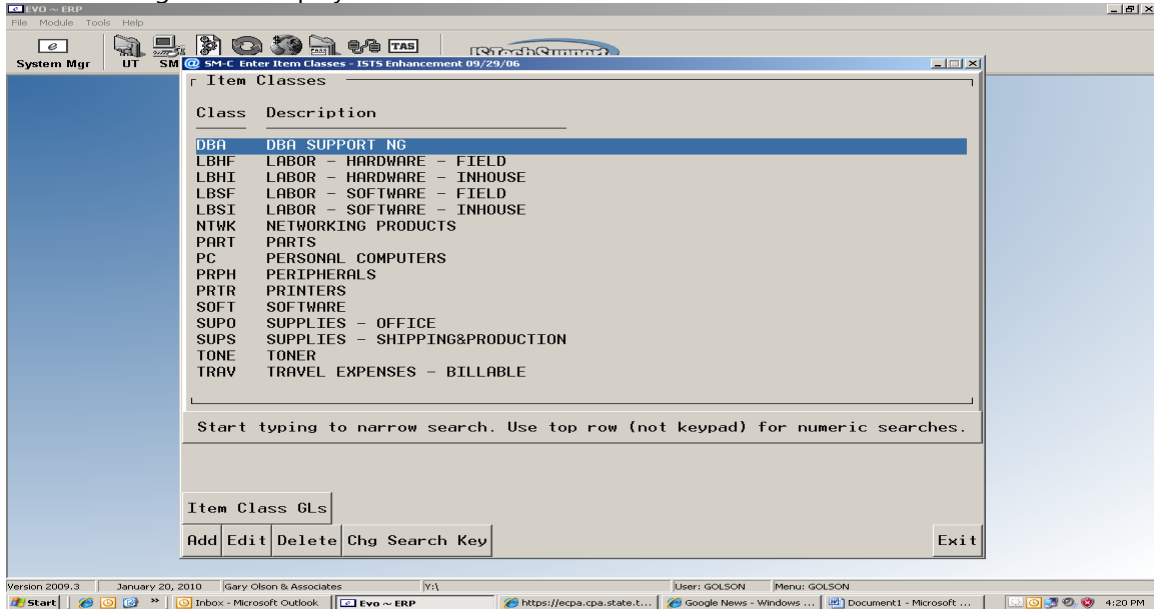 EVO ~ ERP
File Module Tools Help
System Mgr UT SM
TAS
ISTechSupport
SM-C Enter Item Classes - ISTS Enhancement 09/29/06
Item Classes
Class Description
DBA DBA SUPPORT NG
LBHF LABOR - HARDWARE - FIELD
LBHI LABOR - HARDWARE - INHOUSE
LBSF LABOR - SOFTWARE - FIELD
LBSI LABOR - SOFTWARE - INHOUSE
NTWK NETWORKING PRODUCTS
PART PARTS
PC PERSONAL COMPUTERS
PRPH PERIPHERALS
PRTR PRINTERS
SOFT SOFTWARE
SUPO SUPPLIES - OFFICE
SUPS SUPPLIES - SHIPPING&PRODUCTION
TONE TONER
TRAV TRAVEL EXPENSES - BILLABLE
Start typing to narrow search. Use top row (not keypad) for numeric searches.
Item Class GLs
Add Edit Delete Chg Search Key Exit
Version 2009.3 January 20, 2010 Gary Olson & Associates Y:\ User: GOLSON Menu: GOLSON
Start Inbox - Microsoft Outlook Evo ~ ERP https://ecpa.cpa.state.t... Google News - Windows ... Document1 - Microsoft ... 4:20 PM